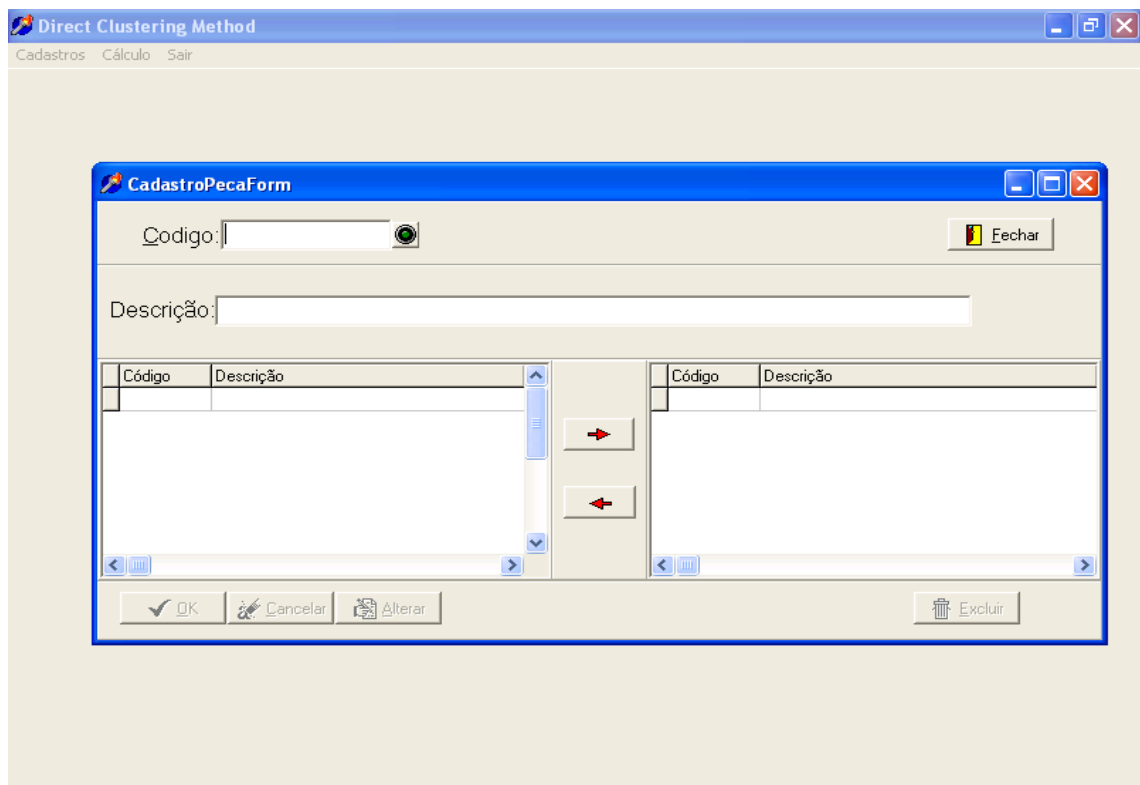 Direct Clustering Method
Cadastros Cálculo Sair
CadastroPecaForm
Codigo:
Fechar
Descrição:
Código Descrição
Código Descrição
OK Cancelar Alterar Excluir